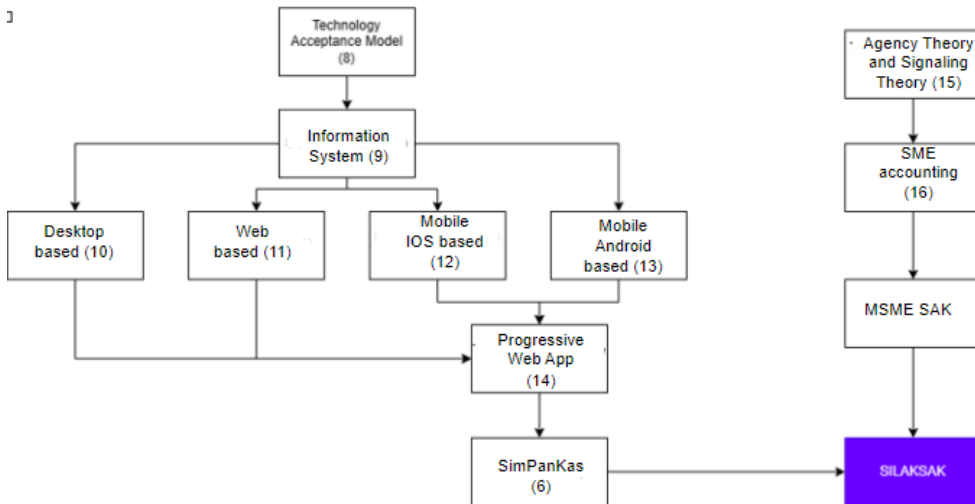 Technology
Acceptance Model
(8)
Agency Theory
and Signaling
Theory (15)
Information
System (9)
SME
accounting
(16)
Desktop
based (10)
Web
based (11)
Mobile
IOS based
(12)
Mobile
Android
based (13)
MSME SAK
Progressive
Web App
(14)
SimPanKas
(6)
SILAKSAK